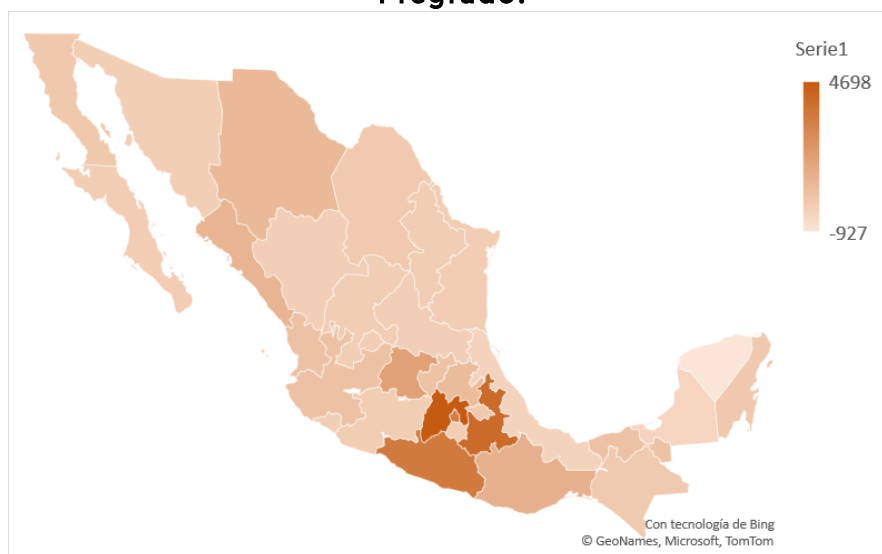 Serie1
4698
-927
Con tecnología de Bing
© GeoNames, Microsoft, TomTom